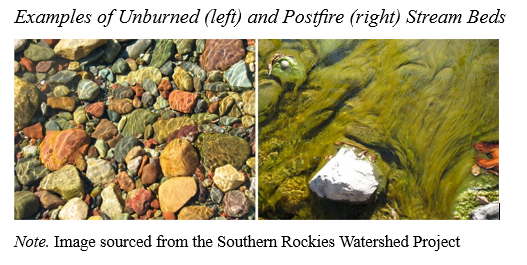 Examples of Unburned (left) and Postfire (right) Stream Beds
Note. Image sourced from the Southern Rockies Watershed Project